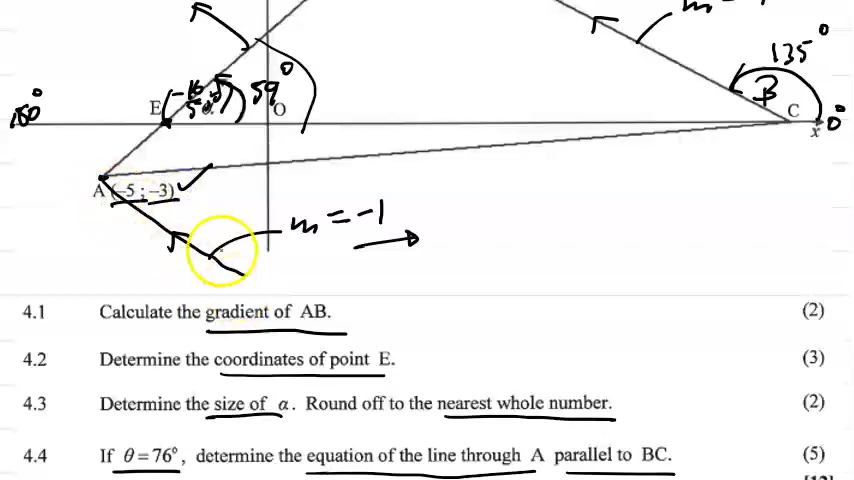 135°
B
59°
E
O
C
180°
x
0°
A (−5 ; −3)
m = −1
4.1 Calculate the gradient of AB. (2)
4.2 Determine the coordinates of point E. (3)
4.3 Determine the size of α. Round off to the nearest whole number. (2)
4.4 If θ = 76°, determine the equation of the line through A parallel to BC. (5)